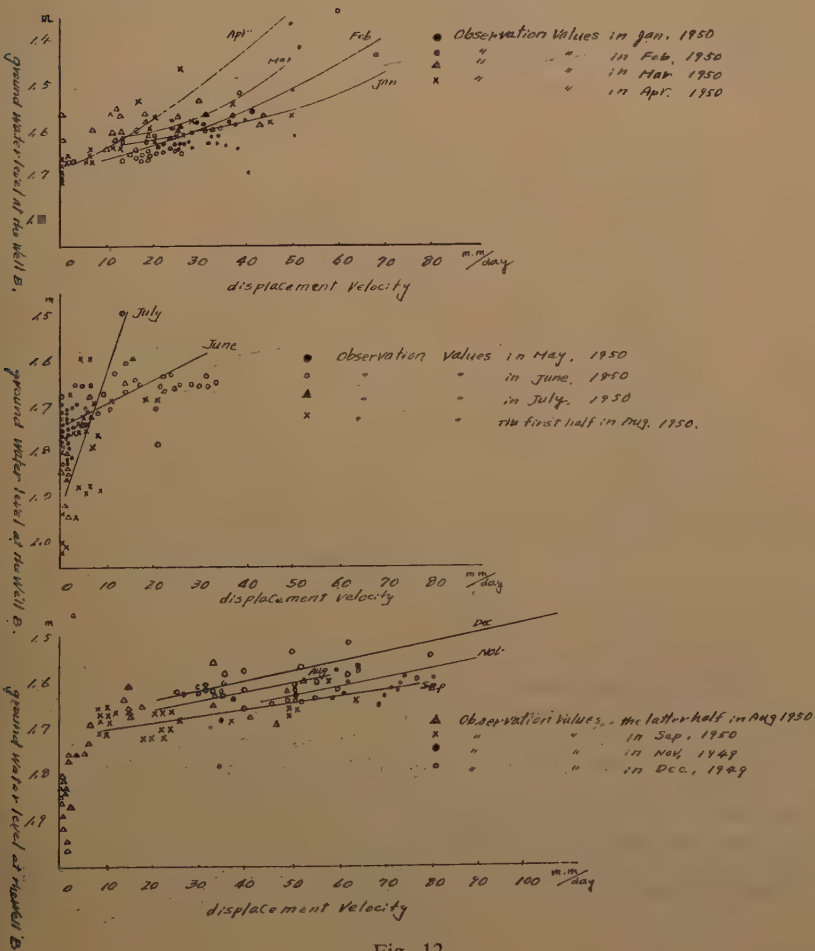 m
1.4
1.5
1.6
1.7
ground water level at the Well B.
0 10 20 30 40 50 60 70 80 m.m/day
displacement Velocity
Apr.
Mar
Feb
Jan
Observation Values in Jan. 1950
" " in Feb. 1950
" " in Mar 1950
" " in Apr. 1950
m
1.5
1.6
1.7
1.8
1.9
2.0
ground water level at the Well B.
0 10 20 30 40 50 60 70 80 m.m/day
displacement Velocity
July
June
Observation Values in May, 1950
" " in June, 1950
" " in July. 1950
" " the first half in Aug. 1950.
m
1.5
1.6
1.7
1.8
1.9
ground water level at the Well B
0 10 20 30 40 50 60 70 80 90 100 m.m/day
displacement Velocity
Dec
Nov
Aug
Sep
Observation Values, the latter half in Aug 1950
" " in Sep, 1950
" " in Nov, 1949
" " in Dec, 1949
Fig. 12